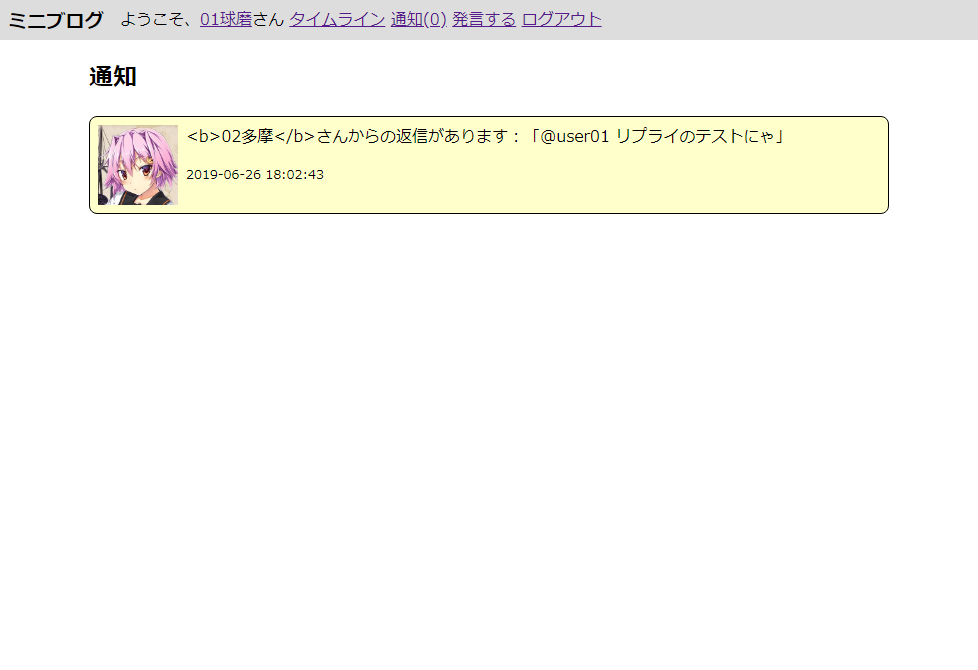 ミニブログ ようこそ、01球磨さん タイムライン 通知(0) 発言する ログアウト
通知
<b>02多摩</b>さんからの返信があります：「@user01 リプライのテストにゃ」
2019-06-26 18:02:43